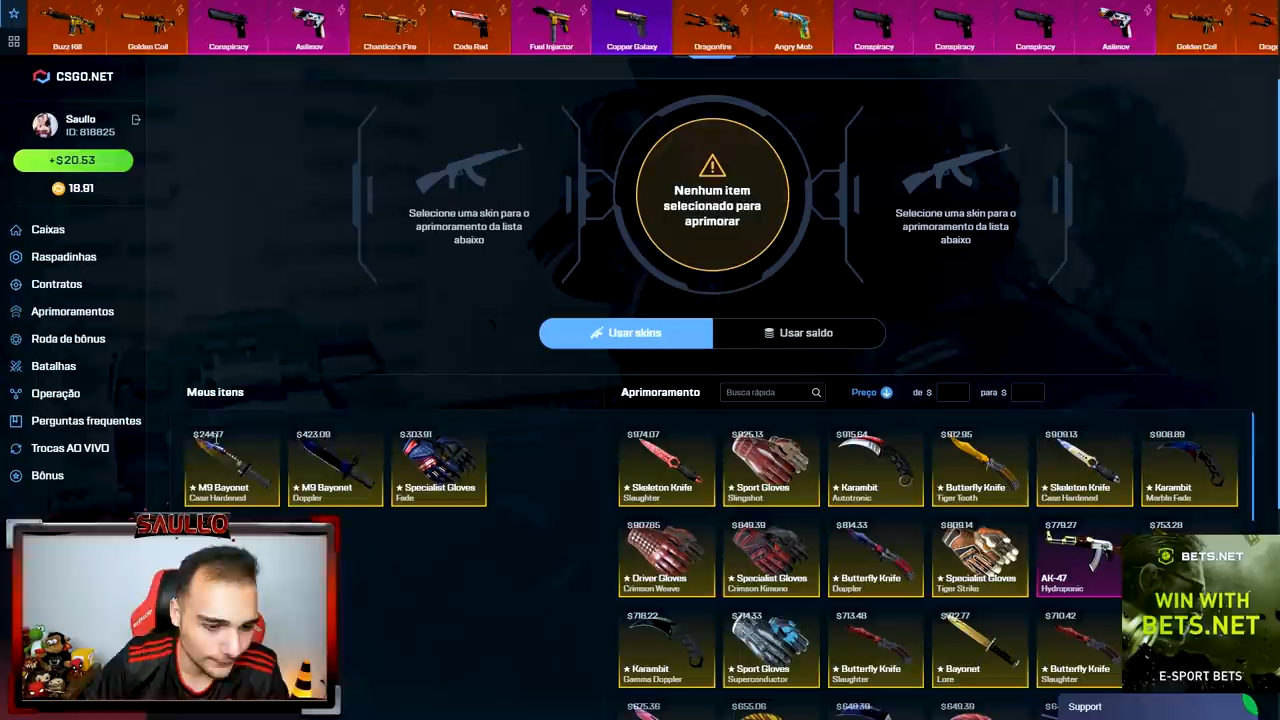 Buzz Kill
Golden Coil
Conspiracy
Asiimov
Chantico's Fire
Code Red
Fuel Injector
Copper Galaxy
Dragonfire
Angry Mob
Conspiracy
Conspiracy
Conspiracy
Asiimov
Golden Coil
Drago
CSGO.NET
Saullo
ID: 818825
+$20.53
18.91
Caixas
Raspadinhas
Contratos
Aprimoramentos
Roda de bônus
Batalhas
Operação
Perguntas frequentes
Trocas AO VIVO
Bônus
Selecione uma skin para o
aprimoramento da lista
abaixo
Nenhum item
selecionado para
aprimorar
Selecione uma skin para o
aprimoramento da lista
abaixo
Usar skins
Usar saldo
Meus itens
$244.17
★ M9 Bayonet
Case Hardened
$423.09
★ M9 Bayonet
Doppler
$303.91
★ Specialist Gloves
Fade
Aprimoramento
Busca rápida
Preço
de $
para $
$974.07
★ Skeleton Knife
Slaughter
$925.13
★ Sport Gloves
Slingshot
$915.64
★ Karambit
Autotronic
$912.95
★ Butterfly Knife
Tiger Tooth
$909.13
★ Skeleton Knife
Case Hardened
$908.89
★ Karambit
Marble Fade
$907.85
★ Driver Gloves
Crimson Weave
$849.39
★ Specialist Gloves
Crimson Kimono
$814.33
★ Butterfly Knife
Doppler
$809.14
★ Specialist Gloves
Tiger Strike
$779.27
AK-47
Hydroponic
$753.28
$718.22
★ Karambit
Gamma Doppler
$714.33
★ Sport Gloves
Superconductor
$713.48
★ Butterfly Knife
Slaughter
$712.77
★ Bayonet
Lore
$710.42
★ Butterfly Knife
Slaughter
$675.36
$655.06
$649.39
$649.39
SAULLO
BETS.NET
WIN WITH
BETS.NET
E-SPORT BETS
Support